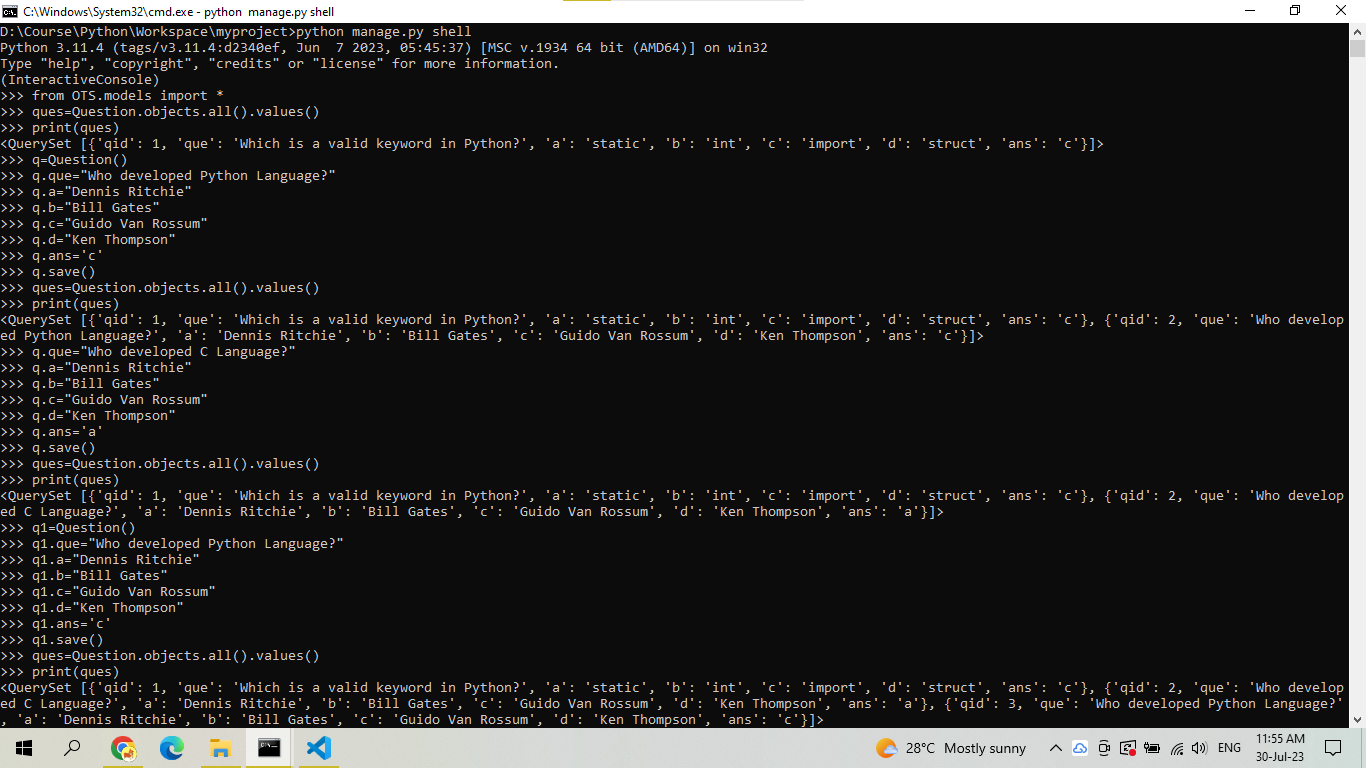 C:\Windows\System32\cmd.exe - python  manage.py shell
D:\Course\Python\Workspace\myproject>python manage.py shell
Python 3.11.4 (tags/v3.11.4:d2340ef, Jun  7 2023, 05:45:37) [MSC v.1934 64 bit (AMD64)] on win32
Type "help", "copyright", "credits" or "license" for more information.
(InteractiveConsole)
>>> from OTS.models import *
>>> ques=Question.objects.all().values()
>>> print(ques)
<QuerySet [{'qid': 1, 'que': 'Which is a valid keyword in Python?', 'a': 'static', 'b': 'int', 'c': 'import', 'd': 'struct', 'ans': 'c'}]>
>>> q=Question()
>>> q.que="Who developed Python Language?"
>>> q.a="Dennis Ritchie"
>>> q.b="Bill Gates"
>>> q.c="Guido Van Rossum"
>>> q.d="Ken Thompson"
>>> q.ans='c'
>>> q.save()
>>> ques=Question.objects.all().values()
>>> print(ques)
<QuerySet [{'qid': 1, 'que': 'Which is a valid keyword in Python?', 'a': 'static', 'b': 'int', 'c': 'import', 'd': 'struct', 'ans': 'c'}, {'qid': 2, 'que': 'Who develop
ed Python Language?', 'a': 'Dennis Ritchie', 'b': 'Bill Gates', 'c': 'Guido Van Rossum', 'd': 'Ken Thompson', 'ans': 'c'}]>
>>> q.que="Who developed C Language?"
>>> q.a="Dennis Ritchie"
>>> q.b="Bill Gates"
>>> q.c="Guido Van Rossum"
>>> q.d="Ken Thompson"
>>> q.ans='a'
>>> q.save()
>>> ques=Question.objects.all().values()
>>> print(ques)
<QuerySet [{'qid': 1, 'que': 'Which is a valid keyword in Python?', 'a': 'static', 'b': 'int', 'c': 'import', 'd': 'struct', 'ans': 'c'}, {'qid': 2, 'que': 'Who develop
ed C Language?', 'a': 'Dennis Ritchie', 'b': 'Bill Gates', 'c': 'Guido Van Rossum', 'd': 'Ken Thompson', 'ans': 'a'}]>
>>> q1=Question()
>>> q1.que="Who developed Python Language?"
>>> q1.a="Dennis Ritchie"
>>> q1.b="Bill Gates"
>>> q1.c="Guido Van Rossum"
>>> q1.d="Ken Thompson"
>>> q1.ans='c'
>>> q1.save()
>>> ques=Question.objects.all().values()
>>> print(ques)
<QuerySet [{'qid': 1, 'que': 'Which is a valid keyword in Python?', 'a': 'static', 'b': 'int', 'c': 'import', 'd': 'struct', 'ans': 'c'}, {'qid': 2, 'que': 'Who develop
ed C Language?', 'a': 'Dennis Ritchie', 'b': 'Bill Gates', 'c': 'Guido Van Rossum', 'd': 'Ken Thompson', 'ans': 'a'}, {'qid': 3, 'que': 'Who developed Python Language?'
, 'a': 'Dennis Ritchie', 'b': 'Bill Gates', 'c': 'Guido Van Rossum', 'd': 'Ken Thompson', 'ans': 'c'}]>
28°C  Mostly sunny
ENG
11:55 AM
30-Jul-23